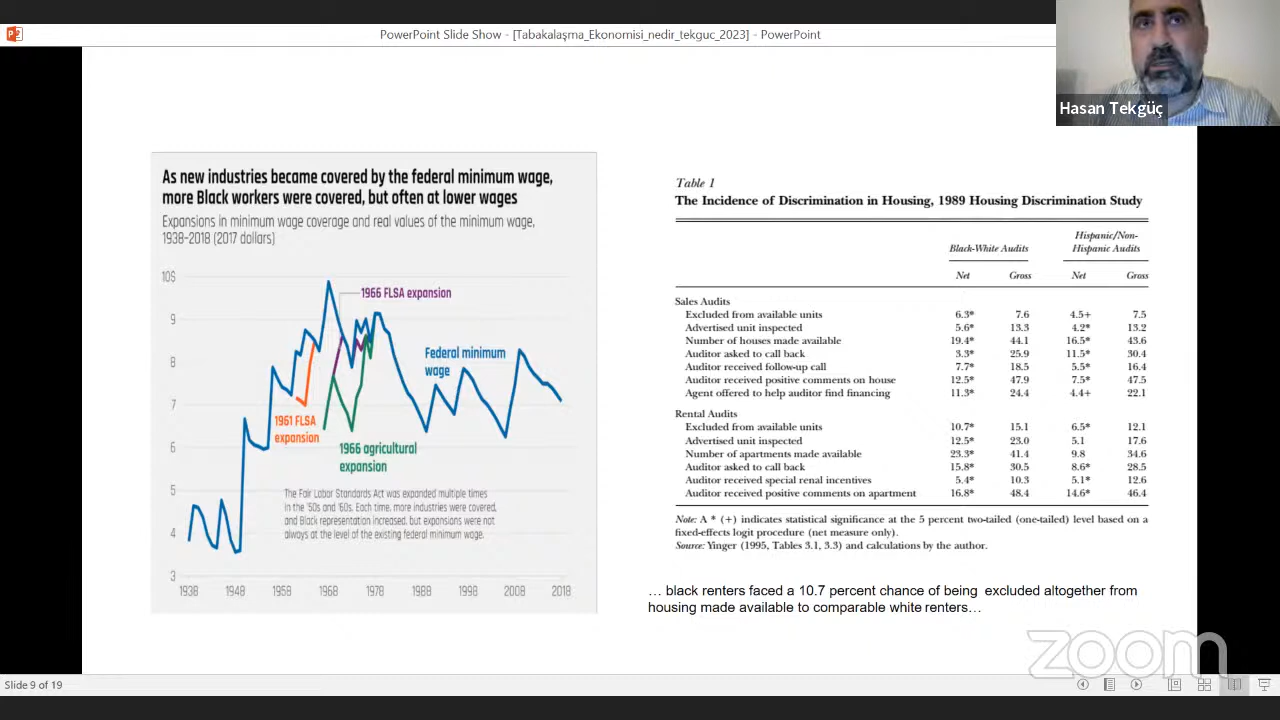 PowerPoint Slide Show - [Tabakalaşma_Ekonomisi_nedir_tekguc_2023] - PowerPoint
Hasan Tekgüç
As new industries became covered by the federal minimum wage,
more Black workers were covered, but often at lower wages
Expansions in minimum wage coverage and real values of the minimum wage,
1938-2018 (2017 dollars)
10$
9
8
7
6
5
4
3
1966 FLSA expansion
Federal minimum
wage
1961 FLSA
expansion
1966 agricultural
expansion
The Fair Labor Standards Act was expanded multiple times
in the '50s and '60s. Each time, more industries were covered,
and Black representation increased, but expansions were not
always at the level of the existing federal minimum wage.
1938 1948 1958 1968 1978 1988 1998 2008 2018
Table 1
The Incidence of Discrimination in Housing, 1989 Housing Discrimination Study
Black-White Audits Hispanic/Non-
Hispanic Audits
Net Gross Net Gross
Sales Audits
Excluded from available units 6.3* 7.6 4.5+ 7.5
Advertised unit inspected 5.6* 13.3 4.2* 13.2
Number of houses made available 19.4* 44.1 16.5* 43.6
Auditor asked to call back 3.3* 25.9 11.5* 30.4
Auditor received follow-up call 7.7* 18.5 5.5* 16.4
Auditor received positive comments on house 12.5* 47.9 7.5* 47.5
Agent offered to help auditor find financing 11.3* 24.4 4.4+ 22.1
Rental Audits
Excluded from available units 10.7* 15.1 6.5* 12.1
Advertised unit inspected 12.5* 23.0 5.1 17.6
Number of apartments made available 23.3* 41.4 9.8 34.6
Auditor asked to call back 15.8* 30.5 8.6* 28.5
Auditor received special renal incentives 5.4* 10.3 5.1* 12.6
Auditor received positive comments on apartment 16.8* 48.4 14.6* 46.4
Note: A * (+) indicates statistical significance at the 5 percent two-tailed (one-tailed) level based on a
fixed-effects logit procedure (net measure only).
Source: Yinger (1995, Tables 3.1, 3.3) and calculations by the author.
… black renters faced a 10.7 percent chance of being excluded altogether from
housing made available to comparable white renters…
zoom
Slide 9 of 19